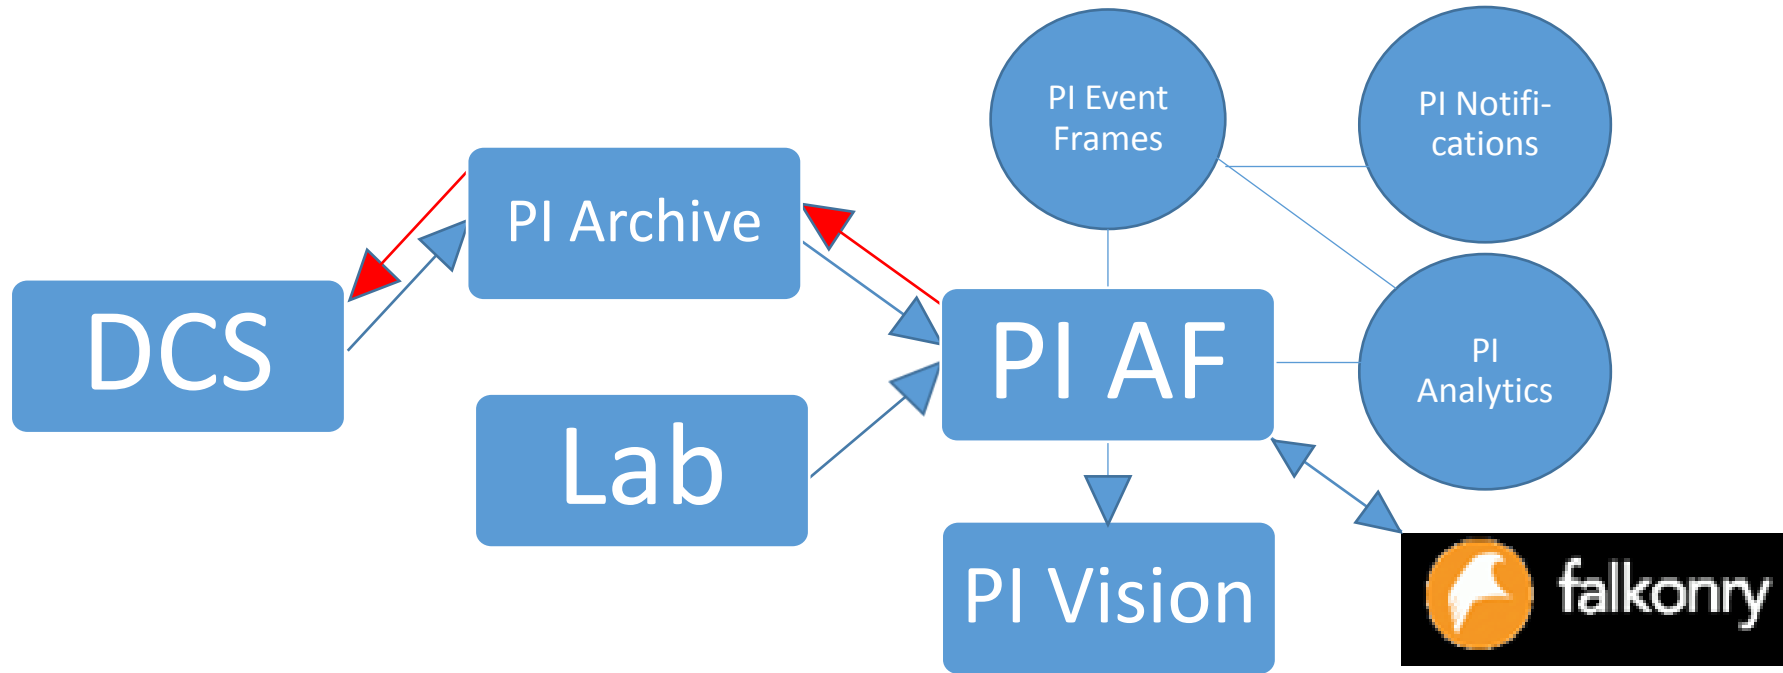 PI Event
Frames
PI Notifi-
cations
PI Archive
DCS
PI AF
PI
Analytics
Lab
PI Vision
falkonry